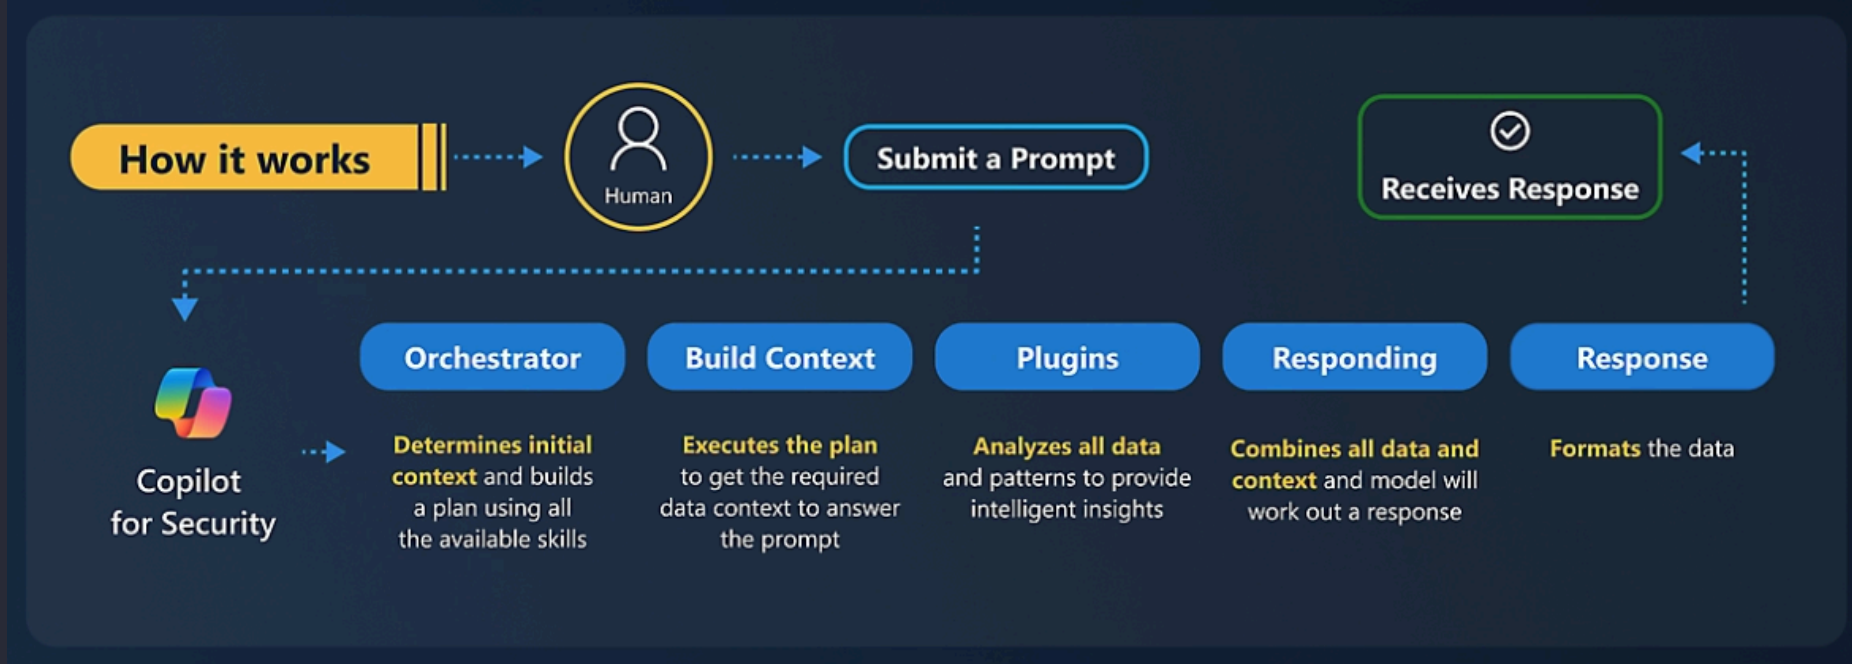 How it works
Human
Submit a Prompt
Receives Response
Copilot
for Security
Orchestrator
Determines initial
context and builds
a plan using all
the available skills
Build Context
Executes the plan
to get the required
data context to answer
the prompt
Plugins
Analyzes all data
and patterns to provide
intelligent insights
Responding
Combines all data and
context and model will
work out a response
Response
Formats the data